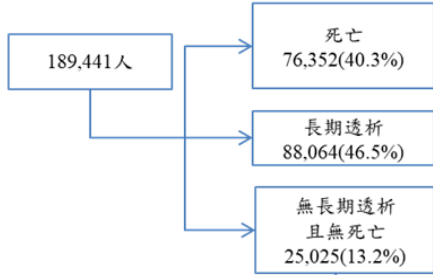 189,441人
死亡
76,352(40.3%)
長期透析
88,064(46.5%)
無長期透析
且無死亡
25,025(13.2%)